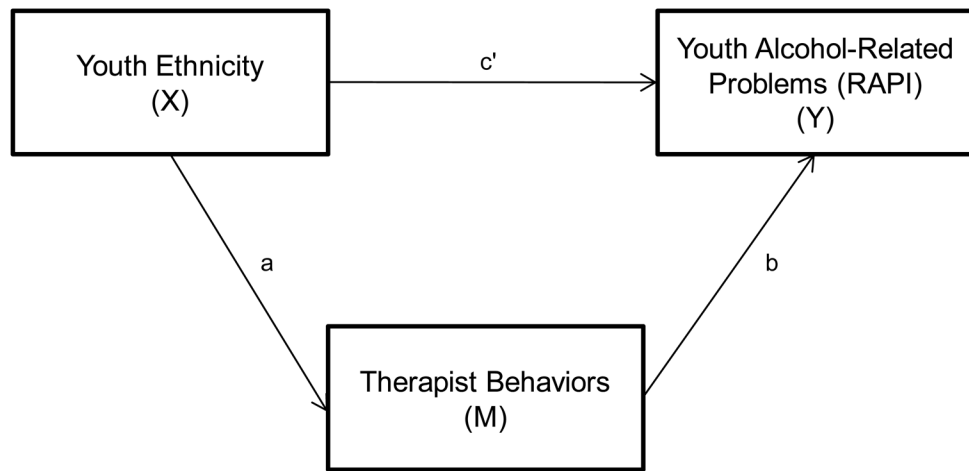 Youth Ethnicity
(X)
c'
Youth Alcohol-Related
Problems (RAPI)
(Y)
a
b
Therapist Behaviors
(M)